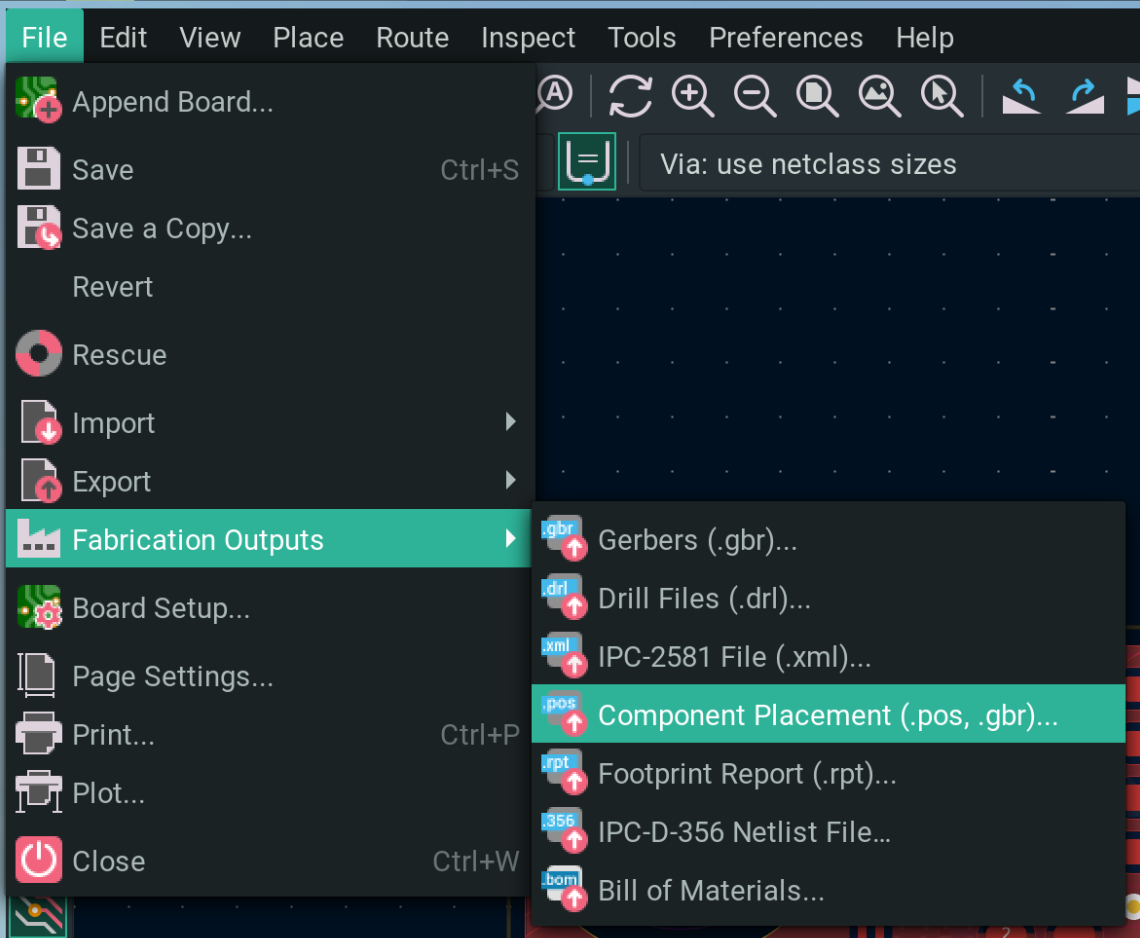 File Edit View Place Route Inspect Tools Preferences Help
Append Board...
A
Save Ctrl+S
Via: use netclass sizes
Save a Copy...
Revert
Rescue
Import
Export
Fabrication Outputs
.gbr Gerbers (.gbr)...
.drl Drill Files (.drl)...
Board Setup...
.xml IPC-2581 File (.xml)...
Page Settings...
.pos Component Placement (.pos, .gbr)...
Print... Ctrl+P
.rpt Footprint Report (.rpt)...
Plot...
.356 IPC-D-356 Netlist File...
Close Ctrl+W
.bom Bill of Materials...
2